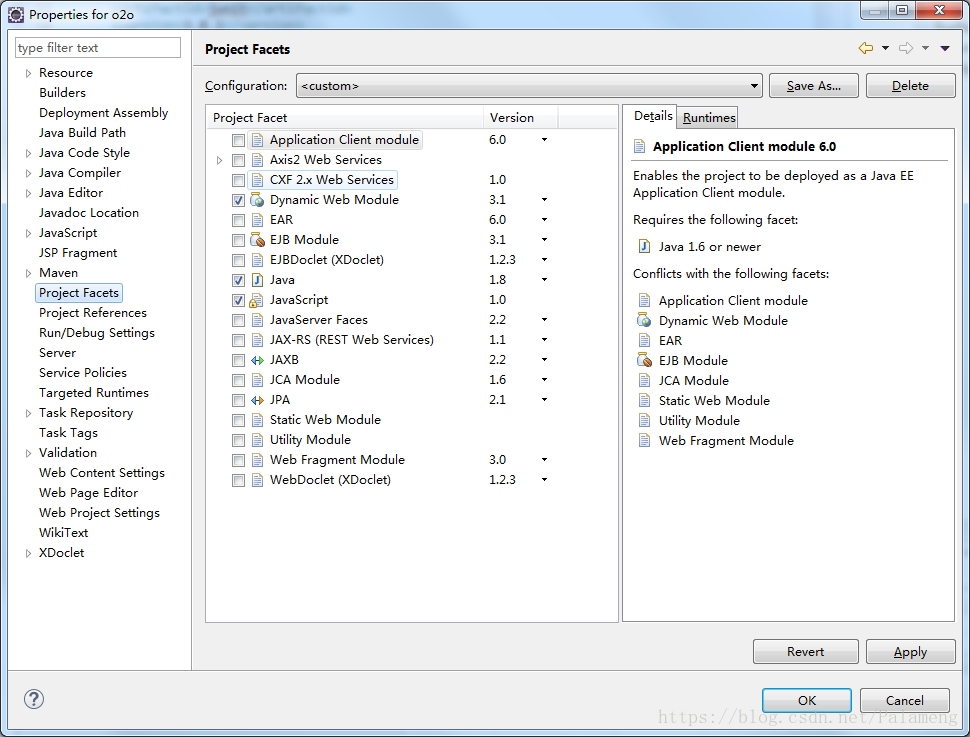 Properties for o2o
type filter text
Project Facets
Resource
Builders
Deployment Assembly
Java Build Path
Java Code Style
Java Compiler
Java Editor
Javadoc Location
JavaScript
JSP Fragment
Maven
Project Facets
Project References
Run/Debug Settings
Server
Service Policies
Targeted Runtimes
Task Repository
Task Tags
Validation
Web Content Settings
Web Page Editor
Web Project Settings
WikiText
XDoclet
Configuration: <custom> Save As... Delete
Project Facet Version
Application Client module 6.0
Axis2 Web Services
CXF 2.x Web Services 1.0
Dynamic Web Module 3.1
EAR 6.0
EJB Module 3.1
EJBDoclet (XDoclet) 1.2.3
Java 1.8
JavaScript 1.0
JavaServer Faces 2.2
JAX-RS (REST Web Services) 1.1
JAXB 2.2
JCA Module 1.6
JPA 2.1
Static Web Module
Utility Module
Web Fragment Module 3.0
WebDoclet (XDoclet) 1.2.3
Details Runtimes
Application Client module 6.0
Enables the project to be deployed as a Java EE
Application Client module.
Requires the following facet:
Java 1.6 or newer
Conflicts with the following facets:
Application Client module
Dynamic Web Module
EAR
EJB Module
JCA Module
Static Web Module
Utility Module
Web Fragment Module
Revert Apply
OK Cancel
https://blog.csdn.net/Palameng